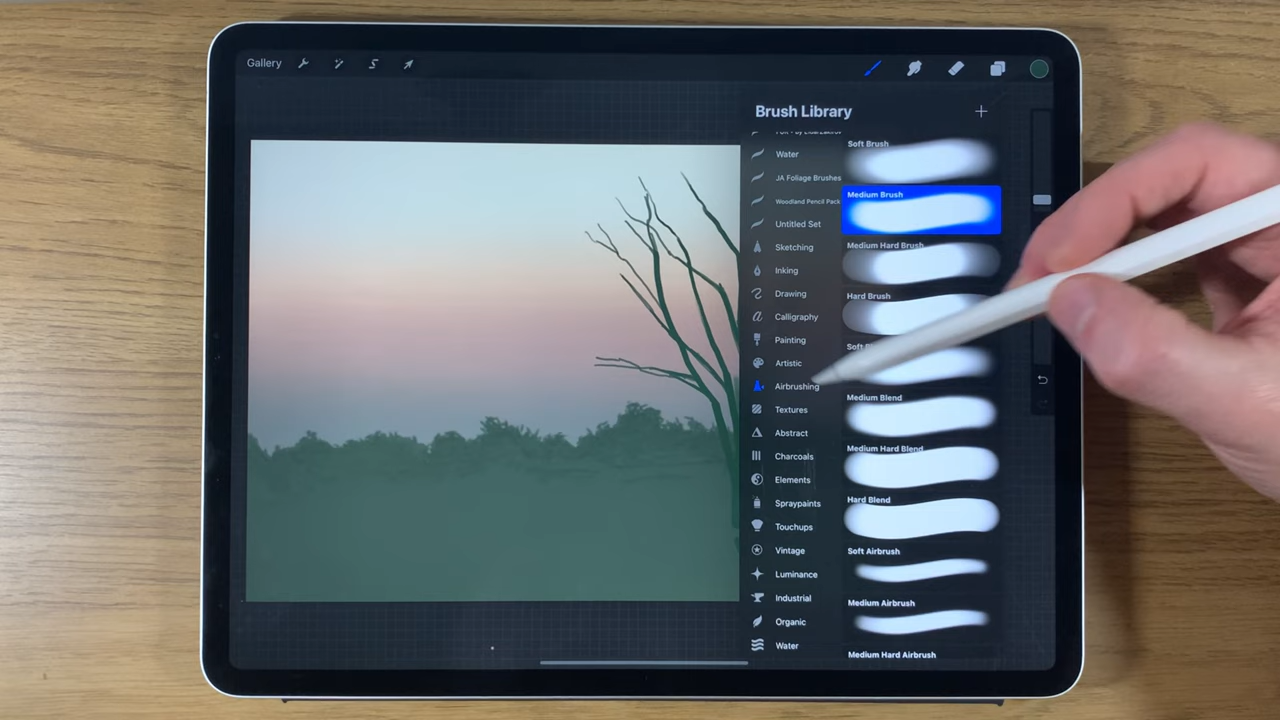 Gallery
Brush Library
Water
JA Foliage Brushes
Woodland Pencil Pack
Untitled Set
Sketching
Inking
Drawing
Calligraphy
Painting
Artistic
Airbrushing
Textures
Abstract
Charcoals
Elements
Spraypaints
Touchups
Vintage
Luminance
Industrial
Organic
Water
Soft Brush
Medium Brush
Medium Hard Brush
Hard Brush
Soft
Medium Blend
Medium Hard Blend
Hard Blend
Soft Airbrush
Medium Airbrush
Medium Hard Airbrush